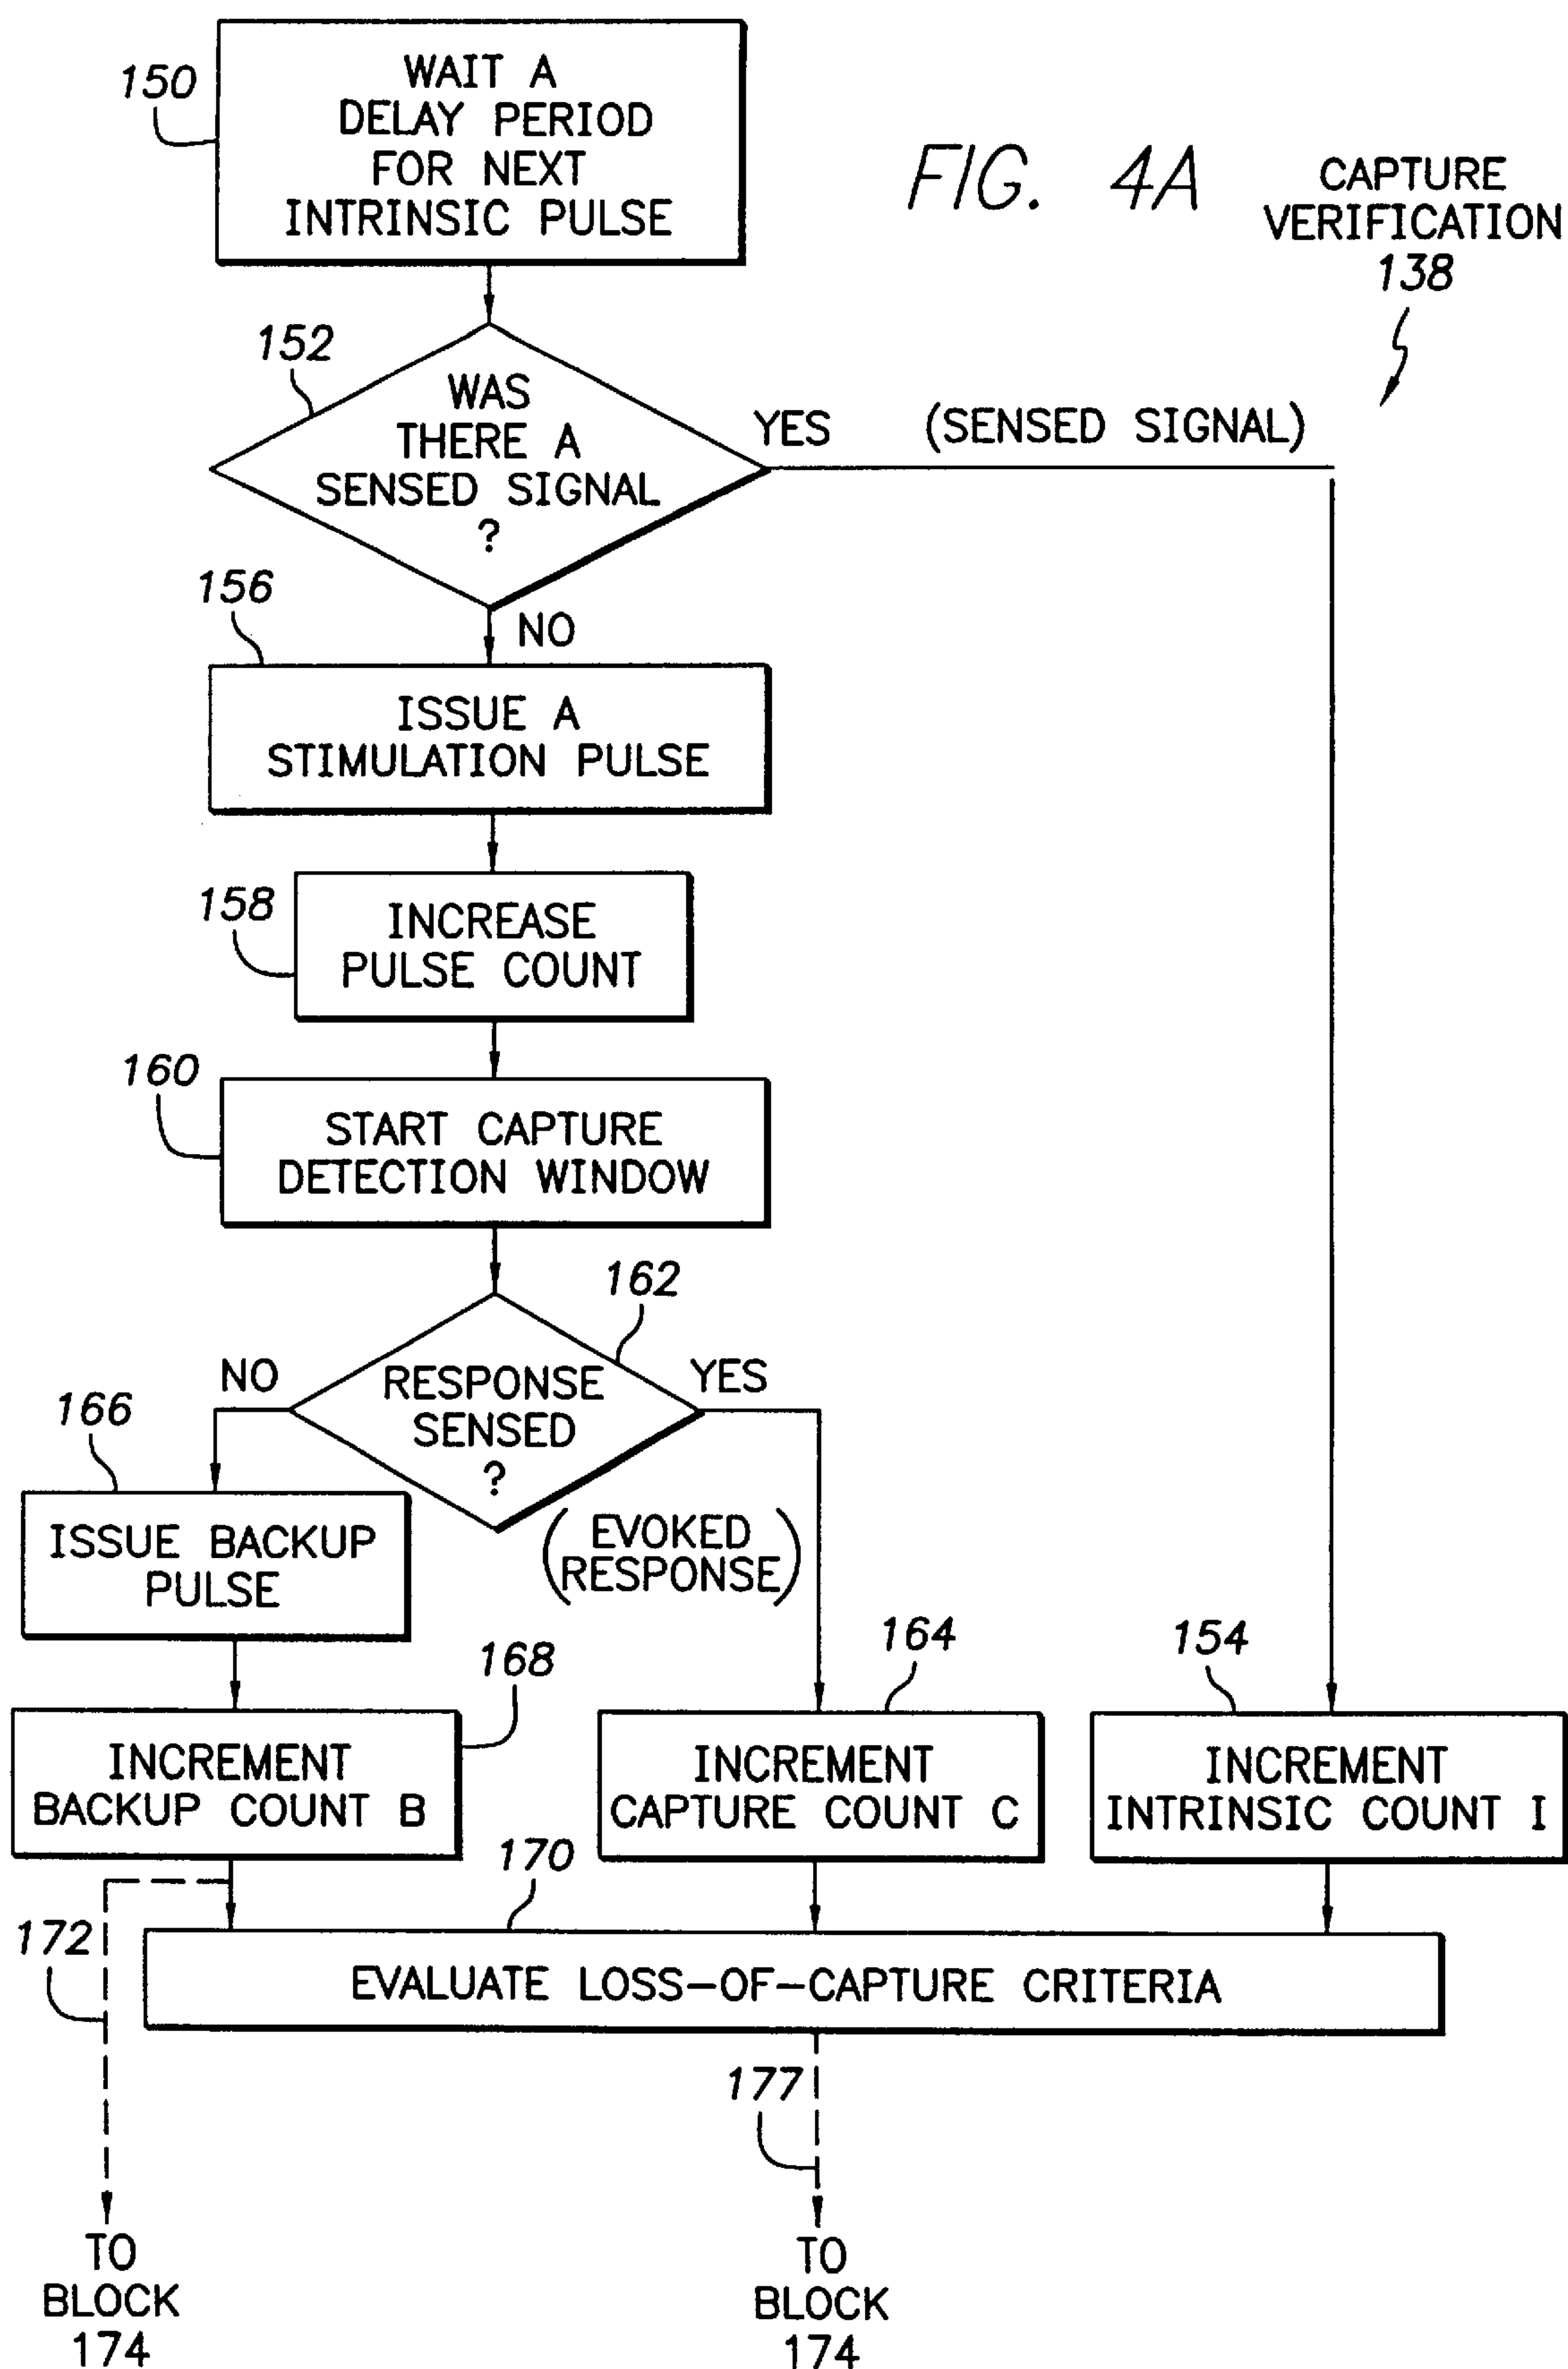 150
WAIT A
DELAY PERIOD
FOR NEXT
INTRINSIC PULSE
FIG. 4A
CAPTURE
VERIFICATION
138
152
WAS
THERE A
SENSED SIGNAL
?
YES
(SENSED SIGNAL)
NO
156
ISSUE A
STIMULATION PULSE
158
INCREASE
PULSE COUNT
160
START CAPTURE
DETECTION WINDOW
162
RESPONSE
SENSED
?
NO
YES
(EVOKED
RESPONSE)
166
ISSUE BACKUP
PULSE
168
INCREMENT
BACKUP COUNT B
164
INCREMENT
CAPTURE COUNT C
154
INCREMENT
INTRINSIC COUNT I
170
EVALUATE LOSS-OF-CAPTURE CRITERIA
172
TO
BLOCK
174
177
TO
BLOCK
174